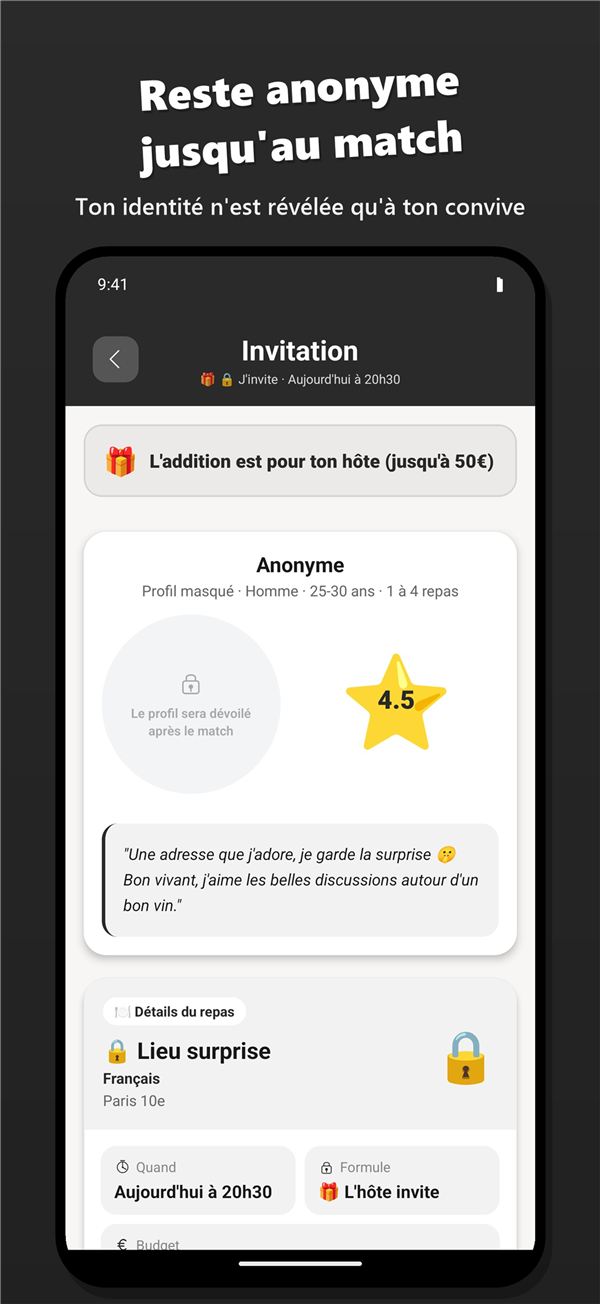 Reste anonyme
jusqu'au match
Ton identité n'est révélée qu'à ton convive
9:41
Invitation
🎁 🔒 J'invite · Aujourd'hui à 20h30
🎁 L'addition est pour ton hôte (jusqu'à 50€)
Anonyme
Profil masqué · Homme · 25-30 ans · 1 à 4 repas
Le profil sera dévoilé
après le match
4.5
"Une adresse que j'adore, je garde la surprise 🤫
Bon vivant, j'aime les belles discussions autour d'un
bon vin."
🍽️ Détails du repas
🔒 Lieu surprise
Français
Paris 10e
Quand
Aujourd'hui à 20h30
Formule
🎁 L'hôte invite
€ Budget